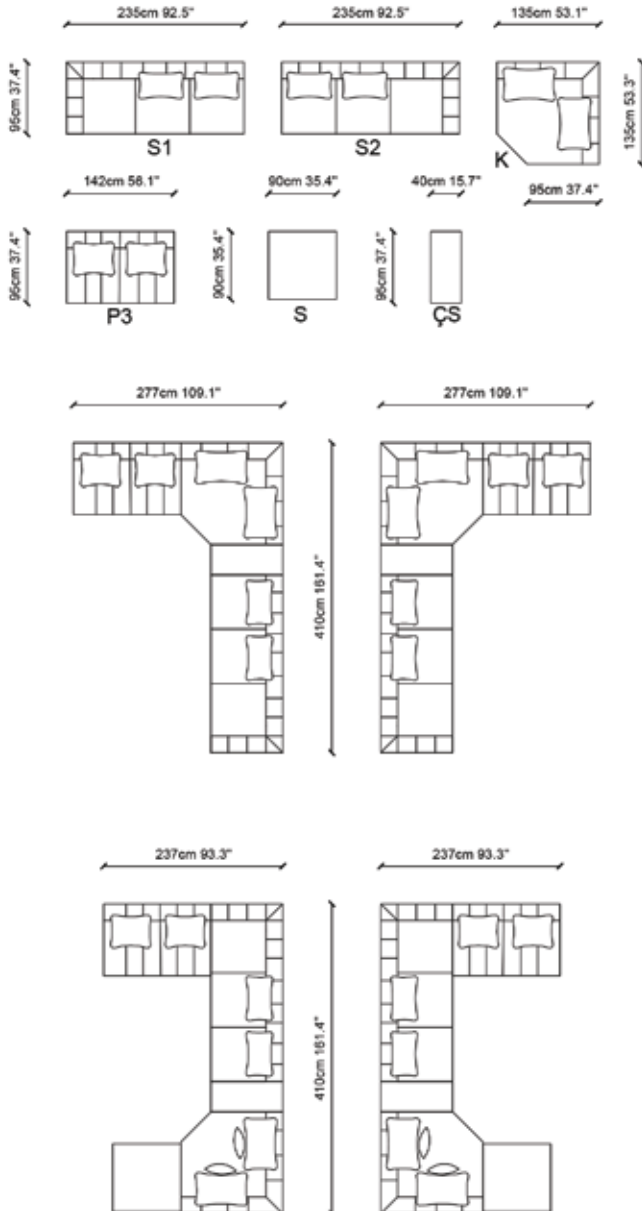 235cm 92.5"
235cm 92.5"
135cm 53.1"
95cm 37.4"
135cm 53.3"
S1
S2
K
142cm 56.1"
90cm 35.4"
40cm 15.7"
95cm 37.4"
95cm 37.4"
90cm 35.4"
95cm 37.4"
P3
S
ÇS
277cm 109.1"
277cm 109.1"
410cm 161.4"
237cm 93.3"
237cm 93.3"
410cm 161.4"